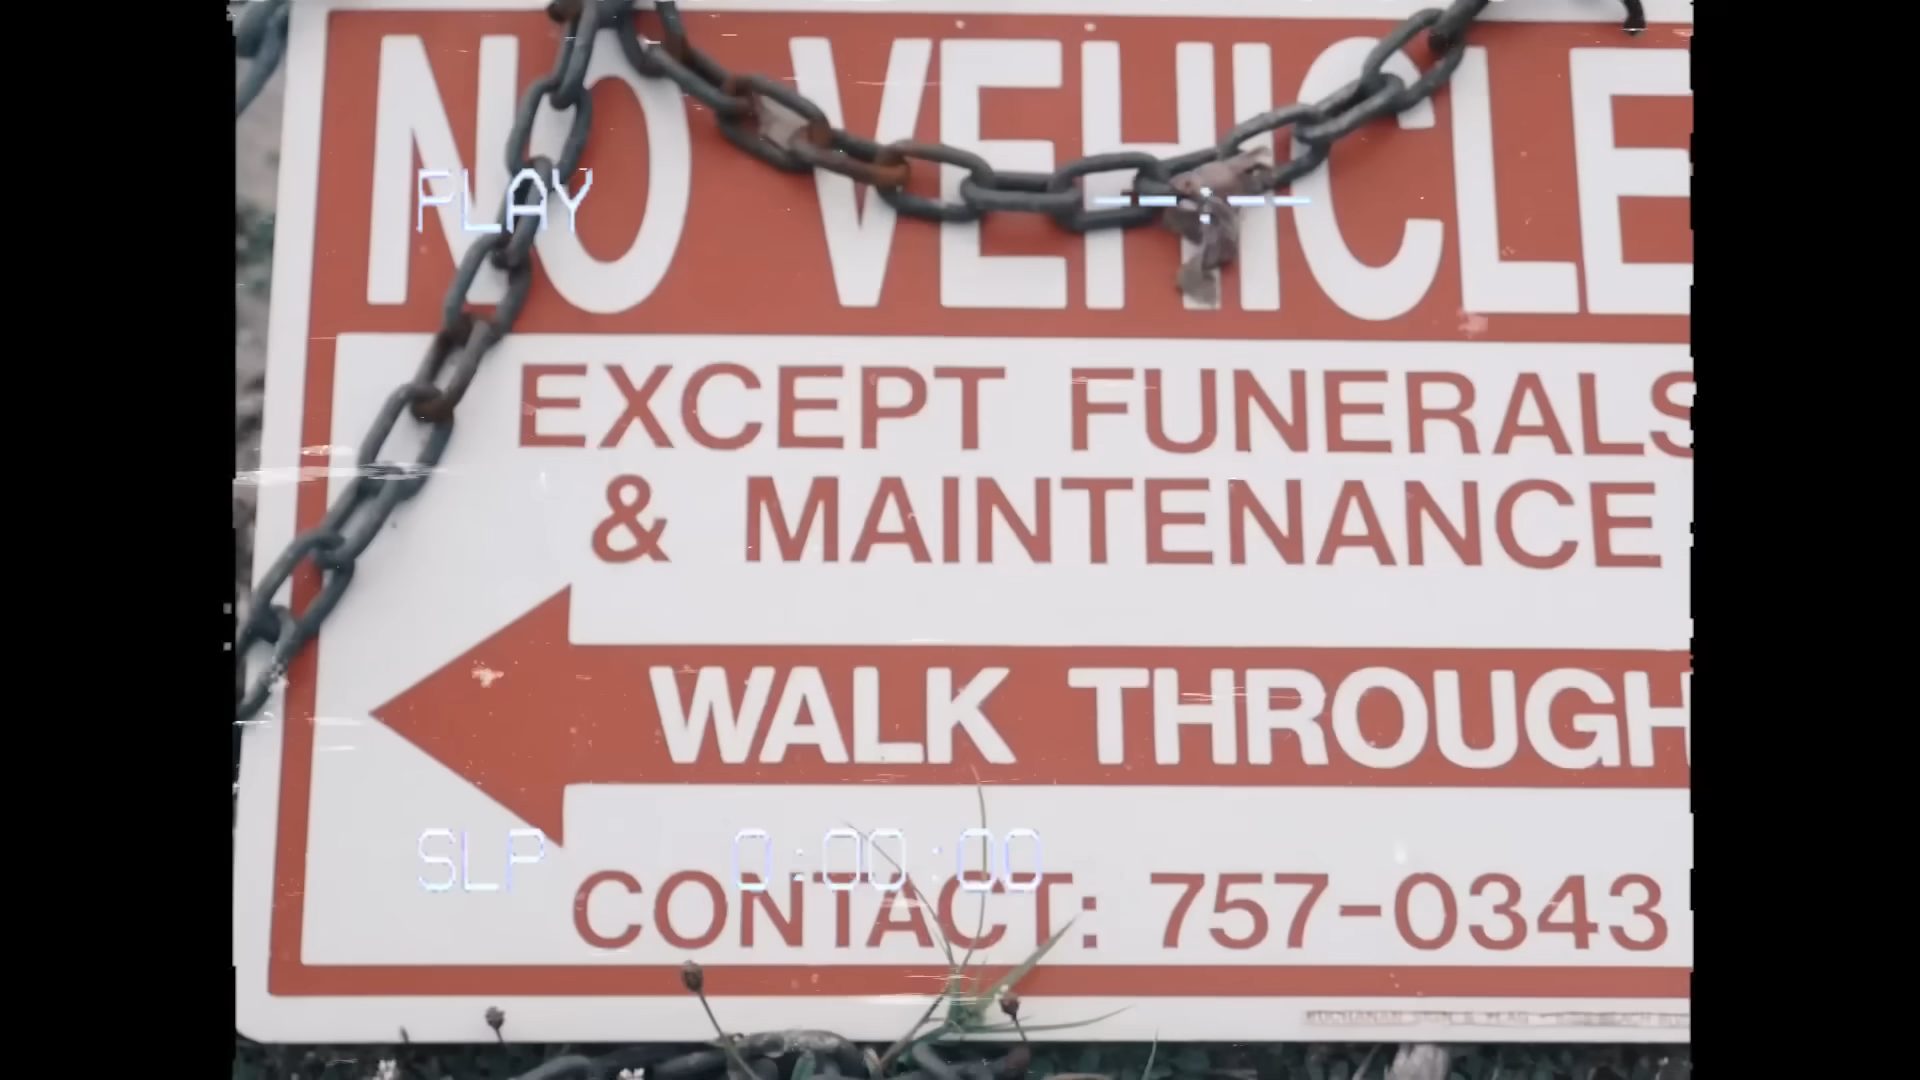 NO VEHICLE
PLAY --:--
EXCEPT FUNERALS
& MAINTENANCE
WALK THROUGH
SLP 0:00:00
CONTACT: 757-0343